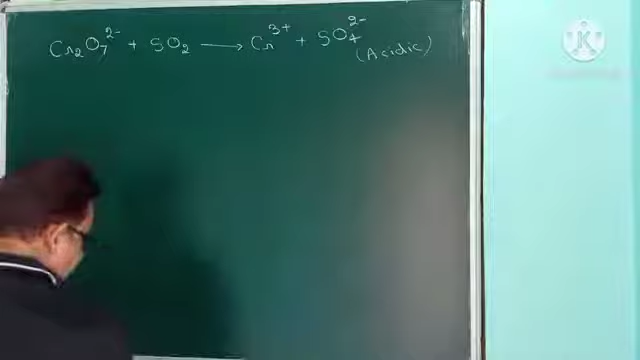 Cr₂O₇²⁻ + SO₂ ⟶ Cr³⁺ + SO₄²⁻
(Acidic)